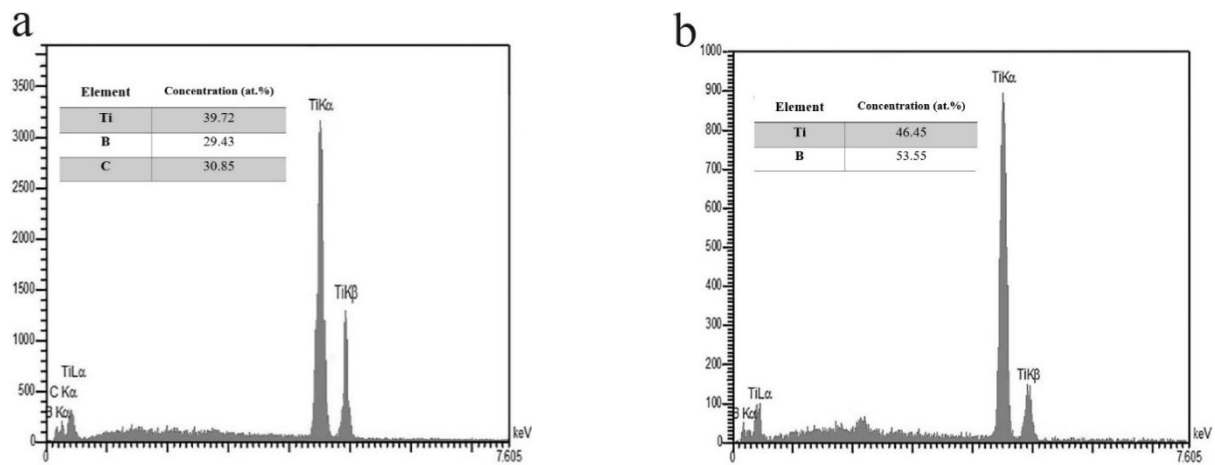 a
3500
3000
2500
2000
1500
1000
500
0
Element Concentration (at.%)
Ti 39.72
B 29.43
C 30.85
TiKα
TiKβ
TiLα
C Kα
B Kα
keV
0
7.605
b
1000
900
800
700
600
500
400
300
200
100
0
Element Concentration (at.%)
Ti 46.45
B 53.55
TiKα
TiKβ
TiLα
B Kα
keV
0
7.605